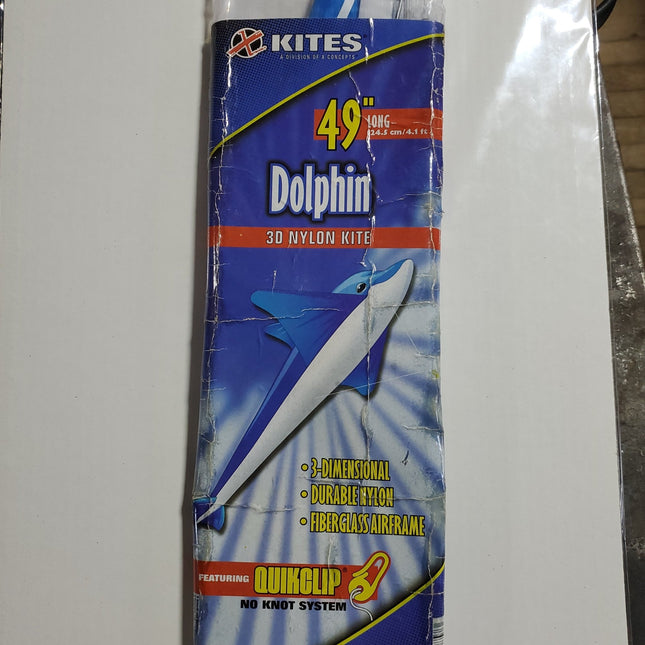 X KITES
A DIVISION OF X CONCEPTS
49"
LONG
24.5 cm/4.1 ft
Dolphin
3D NYLON KITE
• 3-DIMENSIONAL
• DURABLE NYLON
• FIBERGLASS AIRFRAME
FEATURING QUIKCLIP®
NO KNOT SYSTEM